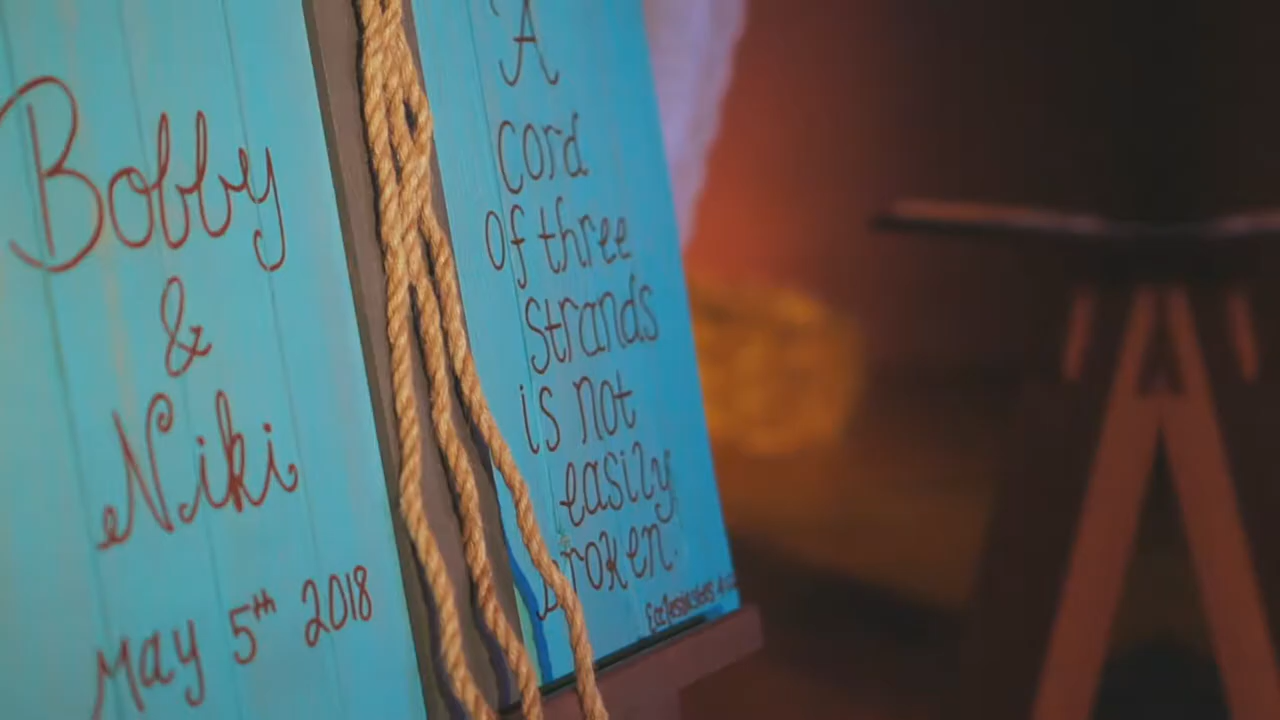 Bobby
&
Niki
May 5th 2018
A
cord
of three
strands
is not
easily
broken.
Ecclesiastes